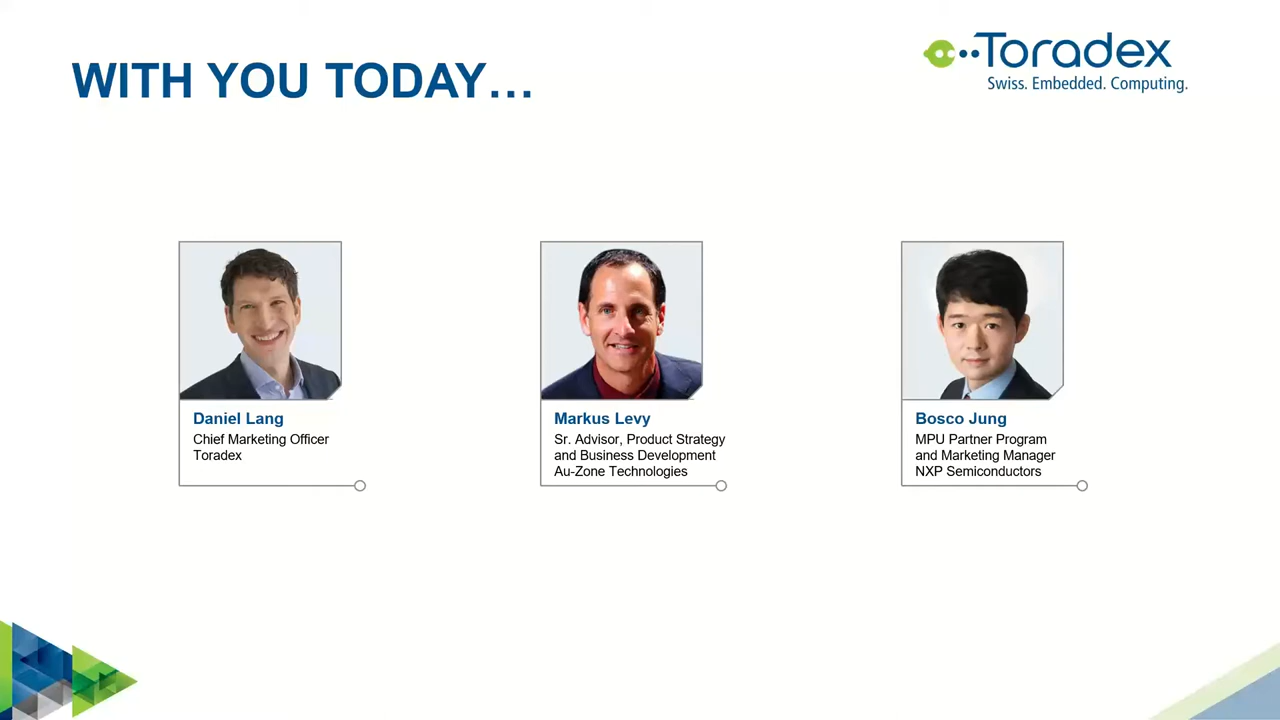 WITH YOU TODAY…
Toradex
Swiss. Embedded. Computing.
Daniel Lang
Chief Marketing Officer
Toradex
Markus Levy
Sr. Advisor, Product Strategy
and Business Development
Au-Zone Technologies
Bosco Jung
MPU Partner Program
and Marketing Manager
NXP Semiconductors